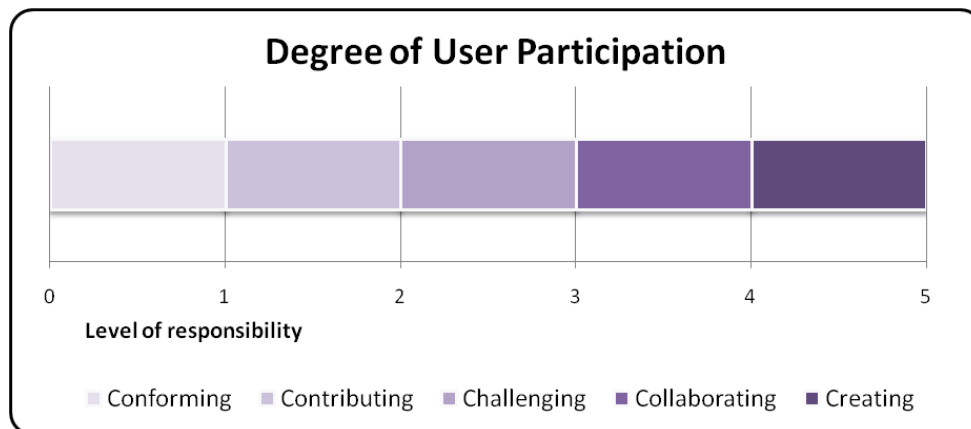 Degree of User Participation
0 1 2 3 4 5
Level of responsibility
Conforming Contributing Challenging Collaborating Creating